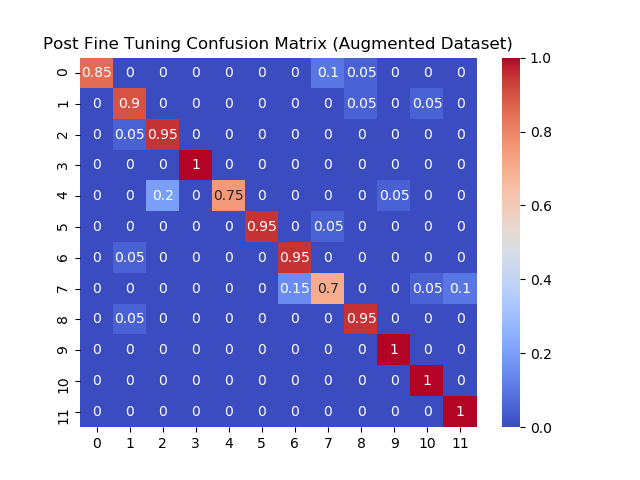 Post Fine Tuning Confusion Matrix (Augmented Dataset)
0 0.85 0 0 0 0 0 0 0.1 0.05 0 0 0
1 0 0.9 0 0 0 0 0 0 0.05 0 0.05 0
2 0 0.05 0.95 0 0 0 0 0 0 0 0 0
3 0 0 0 1 0 0 0 0 0 0 0 0
4 0 0 0.2 0 0.75 0 0 0 0 0.05 0 0
5 0 0 0 0 0 0.95 0 0.05 0 0 0 0
6 0 0.05 0 0 0 0 0.95 0 0 0 0 0
7 0 0 0 0 0 0 0.15 0.7 0 0 0.05 0.1
8 0 0.05 0 0 0 0 0 0 0.95 0 0 0
9 0 0 0 0 0 0 0 0 0 1 0 0
10 0 0 0 0 0 0 0 0 0 0 1 0
11 0 0 0 0 0 0 0 0 0 0 0 1
0 1 2 3 4 5 6 7 8 9 10 11
1.0
0.8
0.6
0.4
0.2
0.0